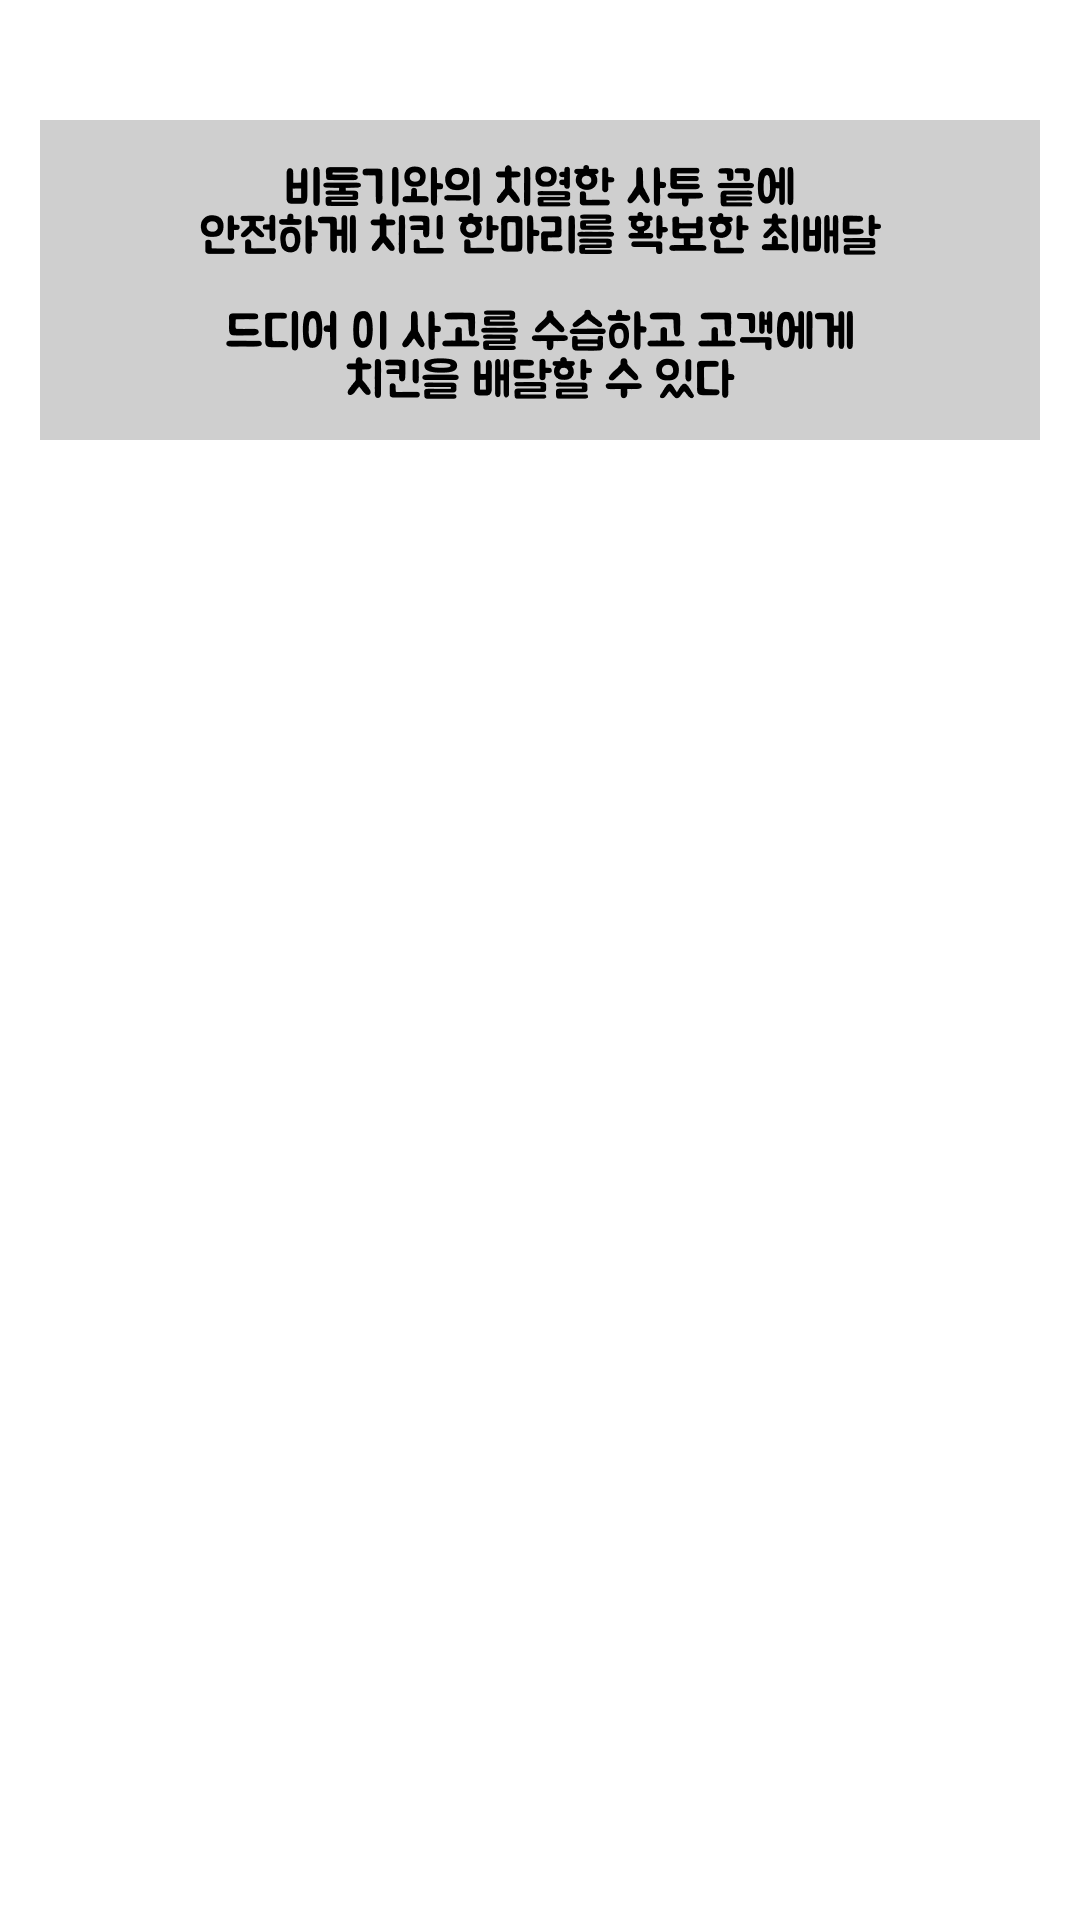 비둘기와의 치열한 사투 끝에
안전하게 치킨 한마리를 확보한 최배달
드디어 이 사고를 수습하고 고객에게
치킨을 배달할 수 있다